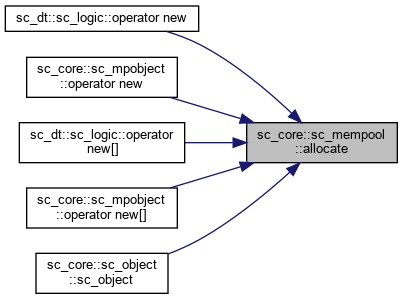 sc_dt::sc_logic::operator new
sc_core::sc_mpobject
::operator new
sc_core::sc_mempool
::allocate
sc_dt::sc_logic::operator
new[]
sc_core::sc_mpobject
::operator new[]
sc_core::sc_object
::sc_object